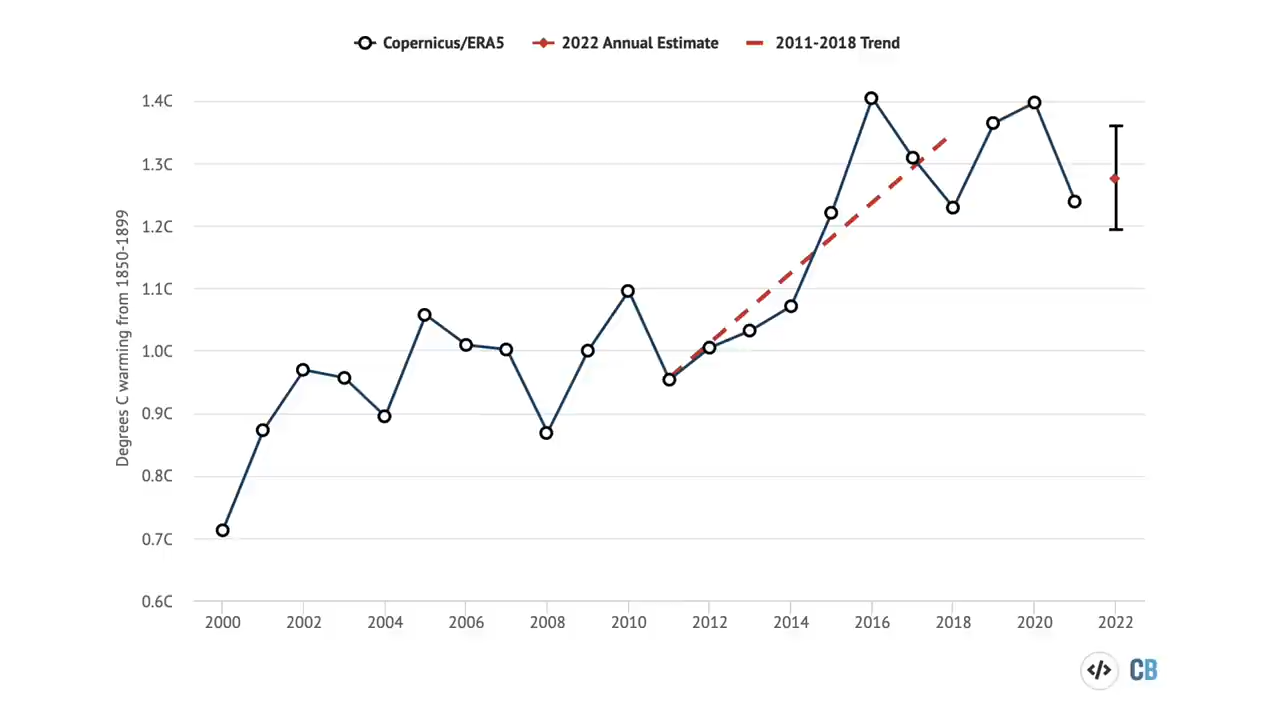 Copernicus/ERA5 2022 Annual Estimate 2011-2018 Trend
Degrees C warming from 1850-1899
1.4C
1.3C
1.2C
1.1C
1.0C
0.9C
0.8C
0.7C
0.6C
2000 2002 2004 2006 2008 2010 2012 2014 2016 2018 2020 2022
</> CB